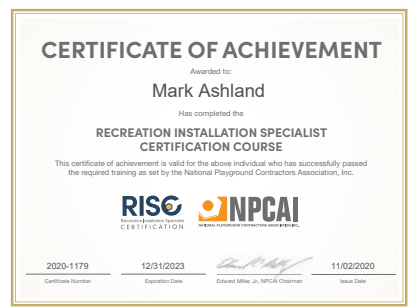 CERTIFICATE OF ACHIEVEMENT
Awarded to:
Mark Ashland
Has completed the
RECREATION INSTALLATION SPECIALIST
CERTIFICATION COURSE
This certificate of achievement is valid for the above individual who has successfully passed
the required training as set by the National Playground Contractors Association, Inc.
RISC
Recreation Installation Specialist
CERTIFICATION
NPCAI
NATIONAL PLAYGROUND CONTRACTORS ASSOCIATION, INC.
2020-1179
12/31/2023
11/02/2020
Certificate Number
Expiration Date
Edward Miller, Jr., NPCAI Chairman
Issue Date